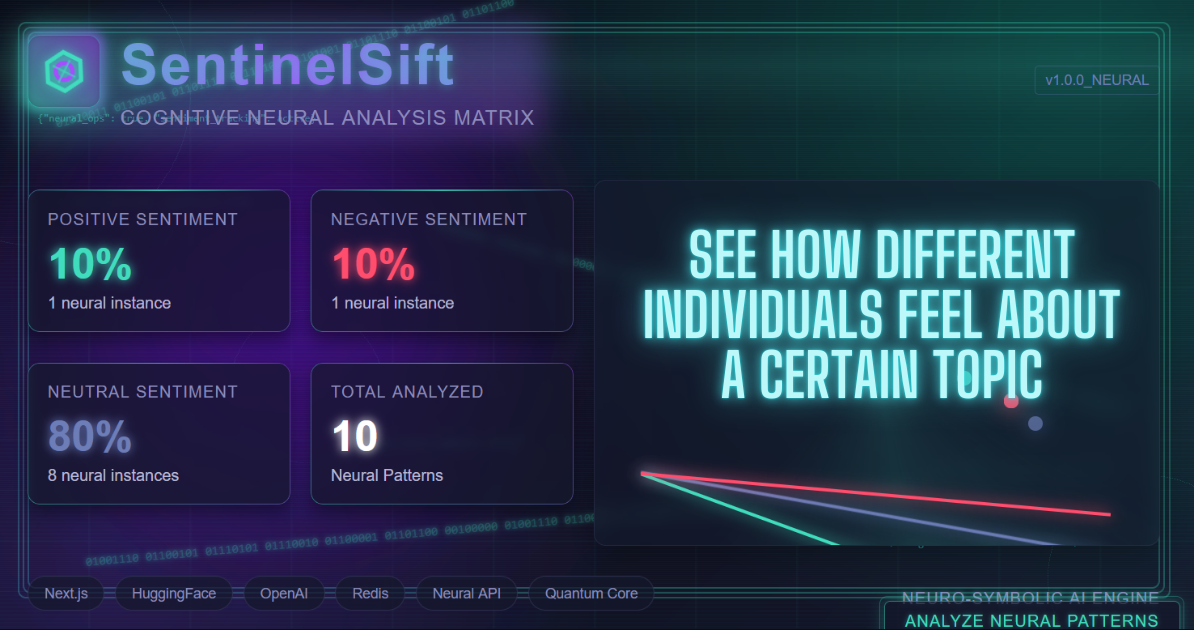 SentinelSift
COGNITIVE NEURAL ANALYSIS MATRIX
{"neural_ops":
v1.0.0_NEURAL
POSITIVE SENTIMENT
10%
1 neural instance
NEGATIVE SENTIMENT
10%
1 neural instance
NEUTRAL SENTIMENT
80%
8 neural instances
TOTAL ANALYZED
10
Neural Patterns
SEE HOW DIFFERENT
INDIVIDUALS FEEL ABOUT
A CERTAIN TOPIC
01001110 01100101 01110101 01110010 01100001 01101100 00100000 01001110
Next.js
HuggingFace
OpenAI
Redis
Neural API
Quantum Core
NEURO-SYMBOLIC AI ENGINE
ANALYZE NEURAL PATTERNS